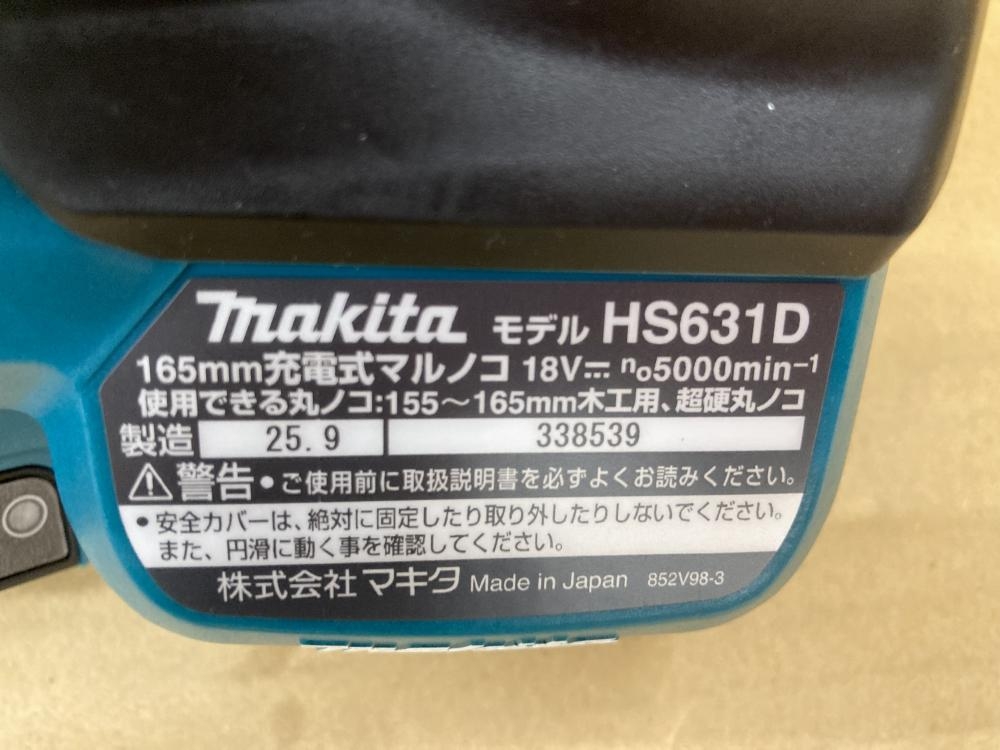 makita モデル HS631D
165mm充電式マルノコ 18V⎓ n₀5000min⁻¹
使用できる丸ノコ:155～165mm木工用、超硬丸ノコ
製造 25.9 338539
⚠警告 •ご使用前に取扱説明書を必ずよくお読みください。
•安全カバーは、絶対に固定したり取り外したりしないでください。
また、円滑に動く事を確認してください。
株式会社 マキタ Made in Japan 852V98-3